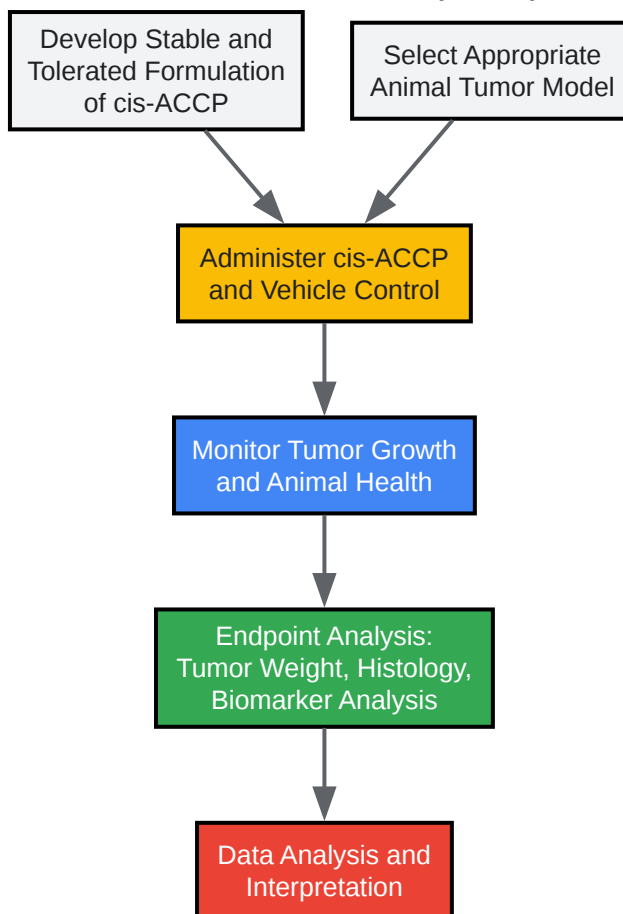 Develop Stable and
Tolerated Formulation
of cis-ACCP
Select Appropriate
Animal Tumor Model
Administer cis-ACCP
and Vehicle Control
Monitor Tumor Growth
and Animal Health
Endpoint Analysis:
Tumor Weight, Histology,
Biomarker Analysis
Data Analysis and
Interpretation